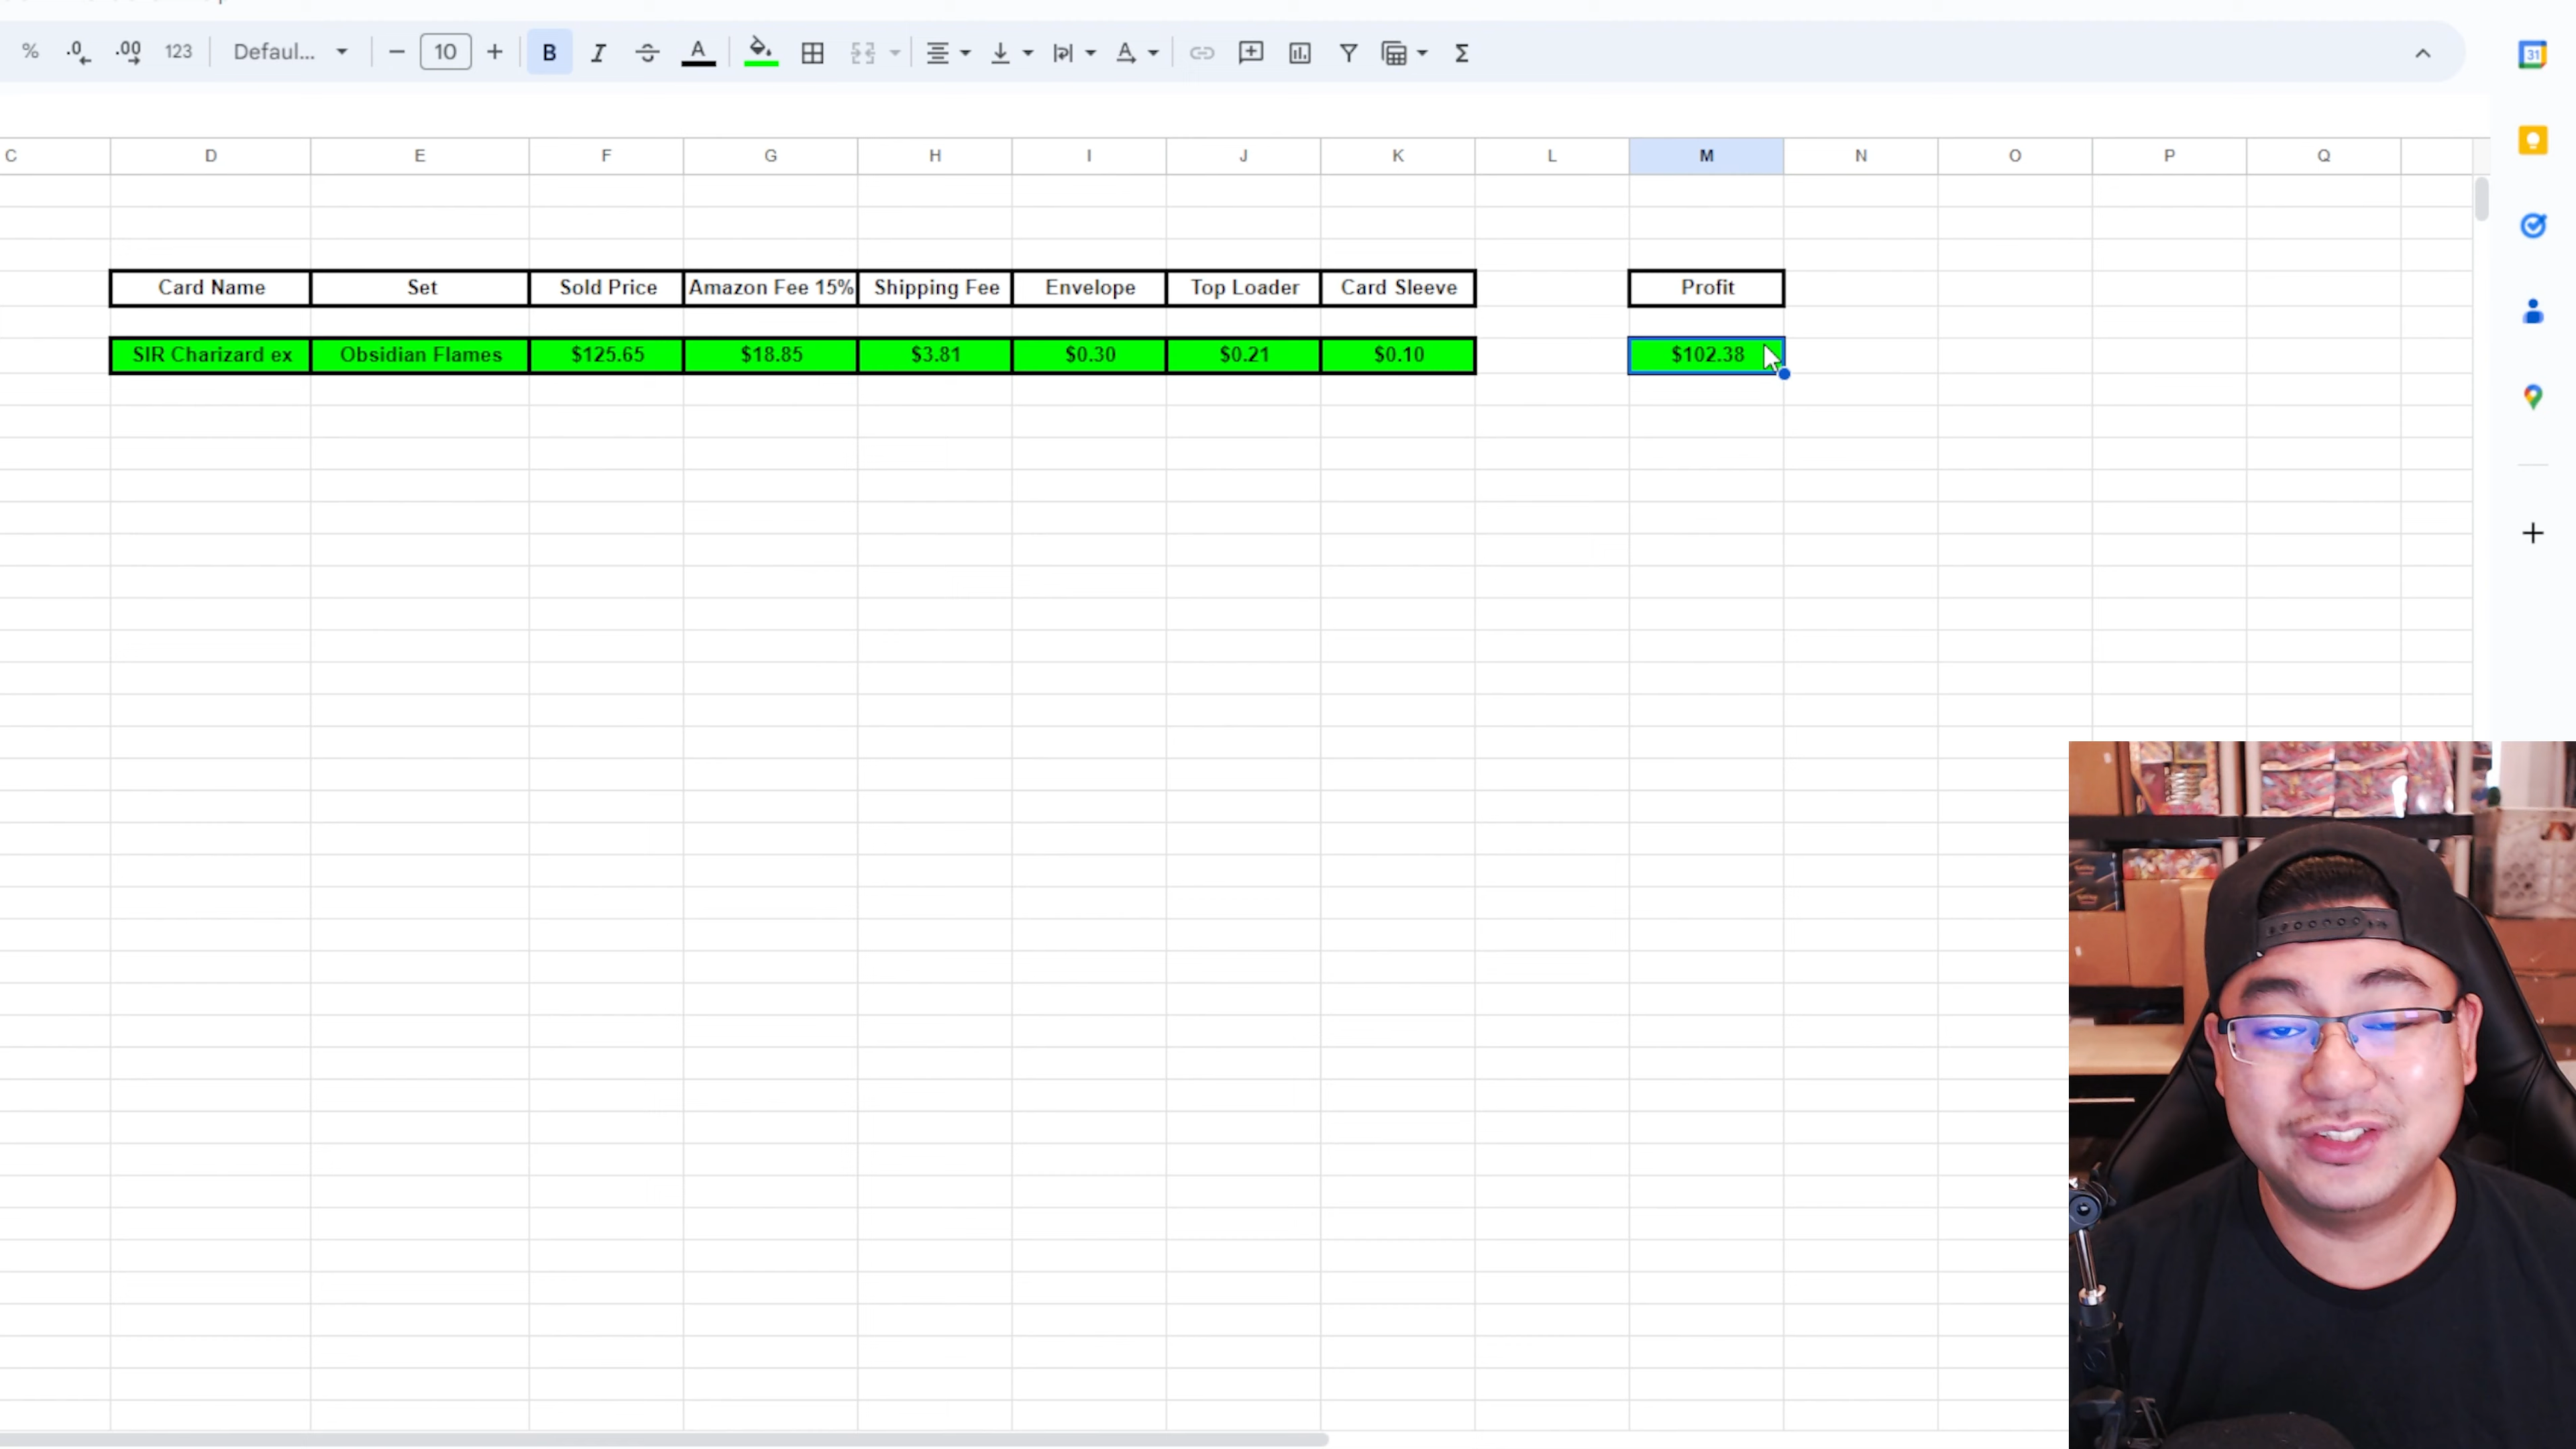 % .0 .00 123 Defaul... − 10 + B I S A A Σ
31
C D E F G H I J K L M N O P Q
Card Name Set Sold Price Amazon Fee 15% Shipping Fee Envelope Top Loader Card Sleeve Profit
SIR Charizard ex Obsidian Flames $125.65 $18.85 $3.81 $0.30 $0.21 $0.10 $102.38